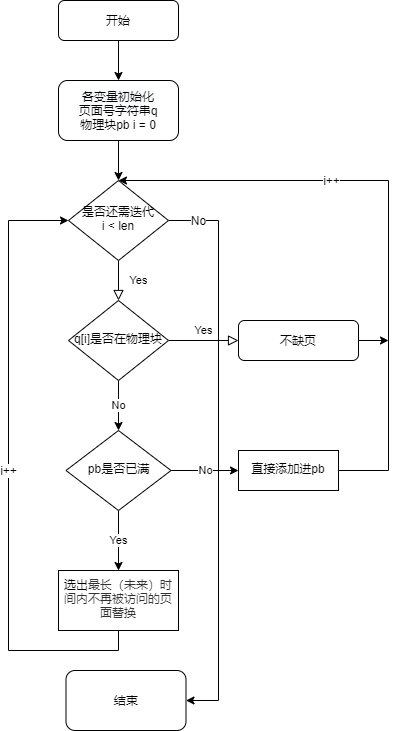 开始
各变量初始化
页面号字符串q
物理块pb i = 0
i++
是否还需迭代
i < len
No
Yes
q[i]是否在物理块
Yes
不缺页
No
i++
pb是否已满
No
直接添加进pb
Yes
选出最长（未来）时
间内不再被访问的页
面替换
结束